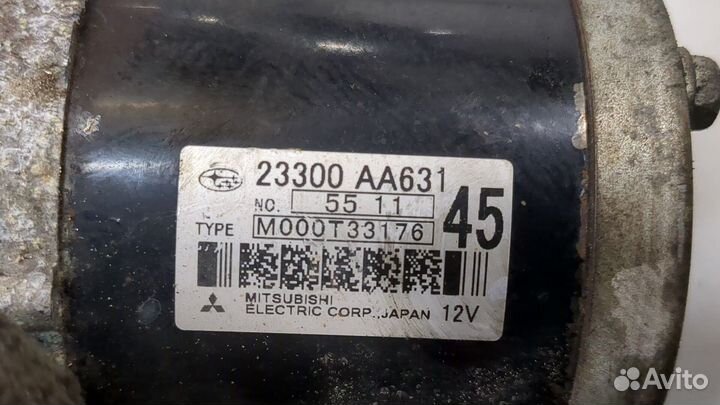 23300 AA631
NO. 55 11
TYPE M000T33176
45
MITSUBISHI
ELECTRIC CORP.,JAPAN 12V
Avito